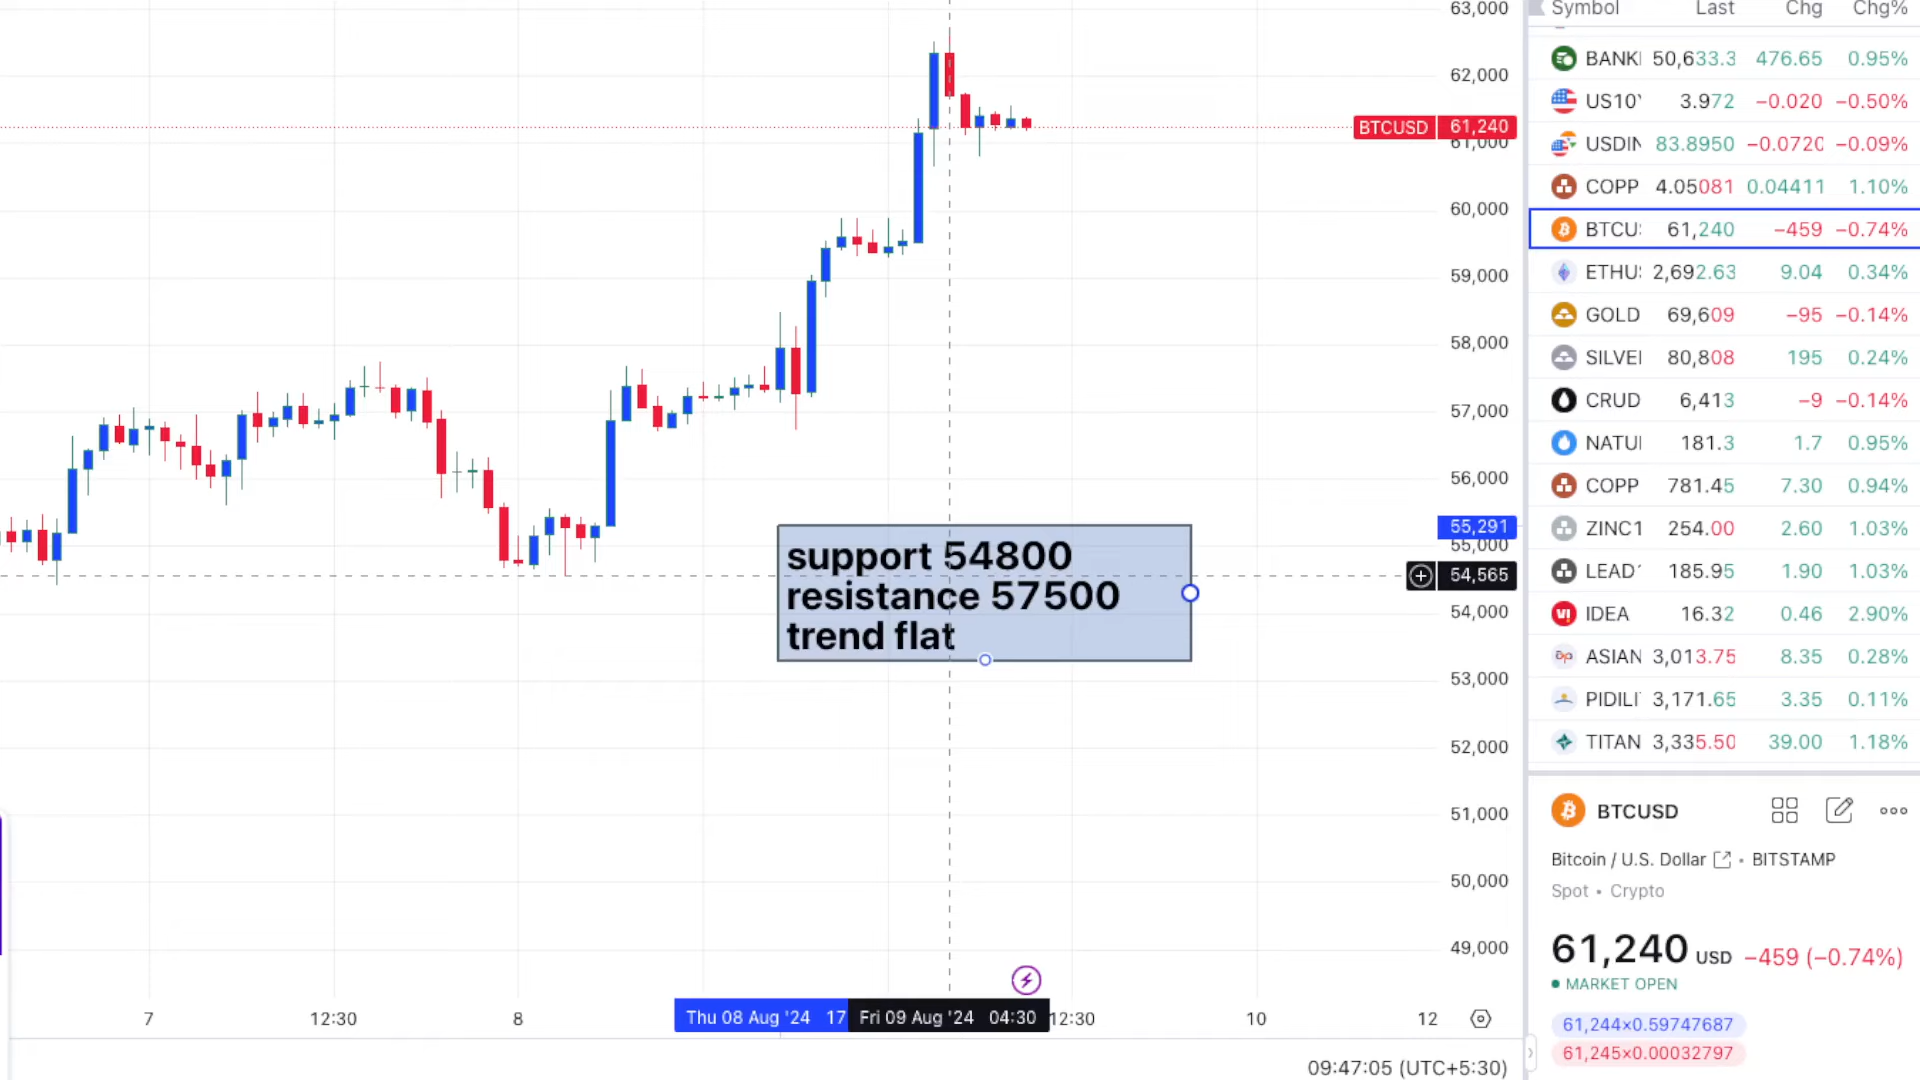 63,000
62,000
BTCUSD 61,240
61,000
60,000
59,000
58,000
57,000
56,000
55,291
55,000
54,565
54,000
53,000
52,000
51,000
50,000
49,000
support 54800
resistance 57500
trend flat
7 12:30 8 Thu 08 Aug '24 17 Fri 09 Aug '24 04:30 12:30 10 12
09:47:05 (UTC+5:30)
Symbol Last Chg Chg%
BANK 50,633.3 476.65 0.95%
US10 3.972 −0.020 −0.50%
USDIN 83.8950 −0.0720 −0.09%
COPP 4.05081 0.04411 1.10%
BTCU 61,240 −459 −0.74%
ETHU 2,692.63 9.04 0.34%
GOLD 69,609 −95 −0.14%
SILVE 80,808 195 0.24%
CRUD 6,413 −9 −0.14%
NATU 181.3 1.7 0.95%
COPP 781.45 7.30 0.94%
ZINC1 254.00 2.60 1.03%
LEAD 185.95 1.90 1.03%
IDEA 16.32 0.46 2.90%
ASIAN 3,013.75 8.35 0.28%
PIDILI 3,171.65 3.35 0.11%
TITAN 3,335.50 39.00 1.18%
BTCUSD
Bitcoin / U.S. Dollar • BITSTAMP
Spot • Crypto
61,240 USD −459 (−0.74%)
MARKET OPEN
61,244×0.59747687
61,245×0.00032797